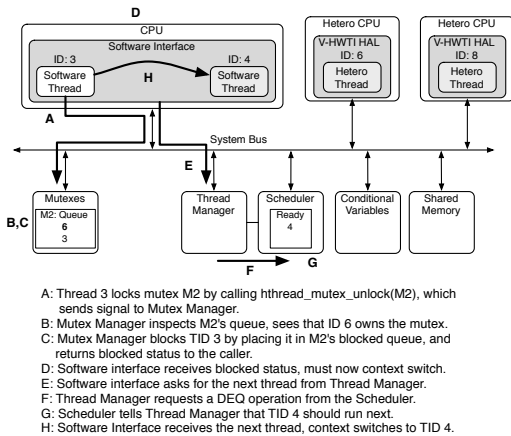 D
CPU
Software Interface
ID: 3
ID: 4
Software
Thread
Software
Thread
H
Hetero CPU
V-HWTI HAL
ID: 6
Hetero
Thread
Hetero CPU
V-HWTI HAL
ID: 8
Hetero
Thread
A
System Bus
E
B,C
Mutexes
M2: Queue
6
3
Thread
Manager
Scheduler
Ready
4
Conditional
Variables
Shared
Memory
F
G
A: Thread 3 locks mutex M2 by calling hthread_mutex_unlock(M2), which
sends signal to Mutex Manager.
B: Mutex Manager inspects M2's queue, sees that ID 6 owns the mutex.
C: Mutex Manager blocks TID 3 by placing it in M2's blocked queue, and
returns blocked status to the caller.
D: Software interface receives blocked status, must now context switch.
E: Software interface asks for the next thread from Thread Manager.
F: Thread Manager requests a DEQ operation from the Scheduler.
G: Scheduler tells Thread Manager that TID 4 should run next.
H: Software Interface receives the next thread, context switches to TID 4.